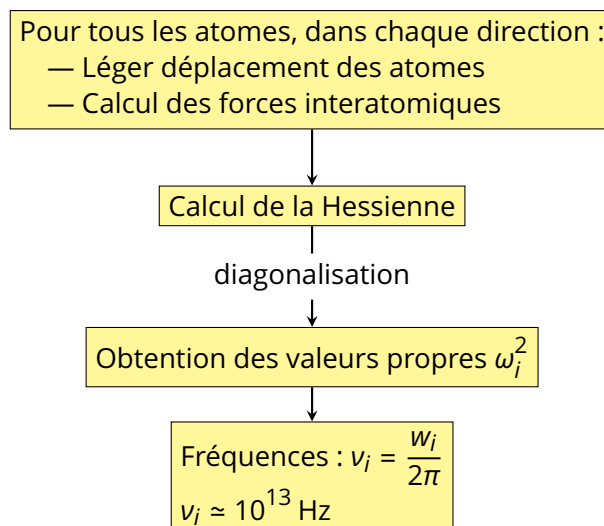 Pour tous les atomes, dans chaque direction :
— Léger déplacement des atomes
— Calcul des forces interatomiques
Calcul de la Hessienne
diagonalisation
Obtention des valeurs propres ω_i^2
Fréquences : ν_i = w_i / 2π
ν_i ≃ 10^13 Hz